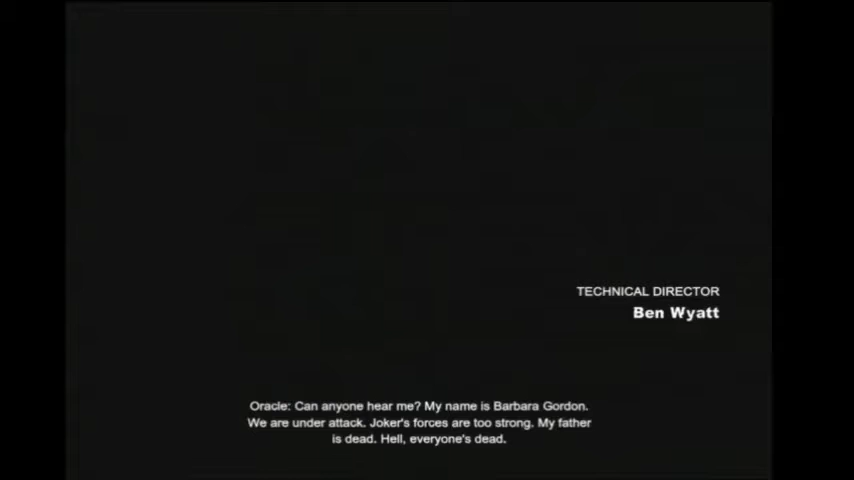 TECHNICAL DIRECTOR
Ben Wyatt
Oracle: Can anyone hear me? My name is Barbara Gordon.
We are under attack. Joker's forces are too strong. My father
is dead. Hell, everyone's dead.